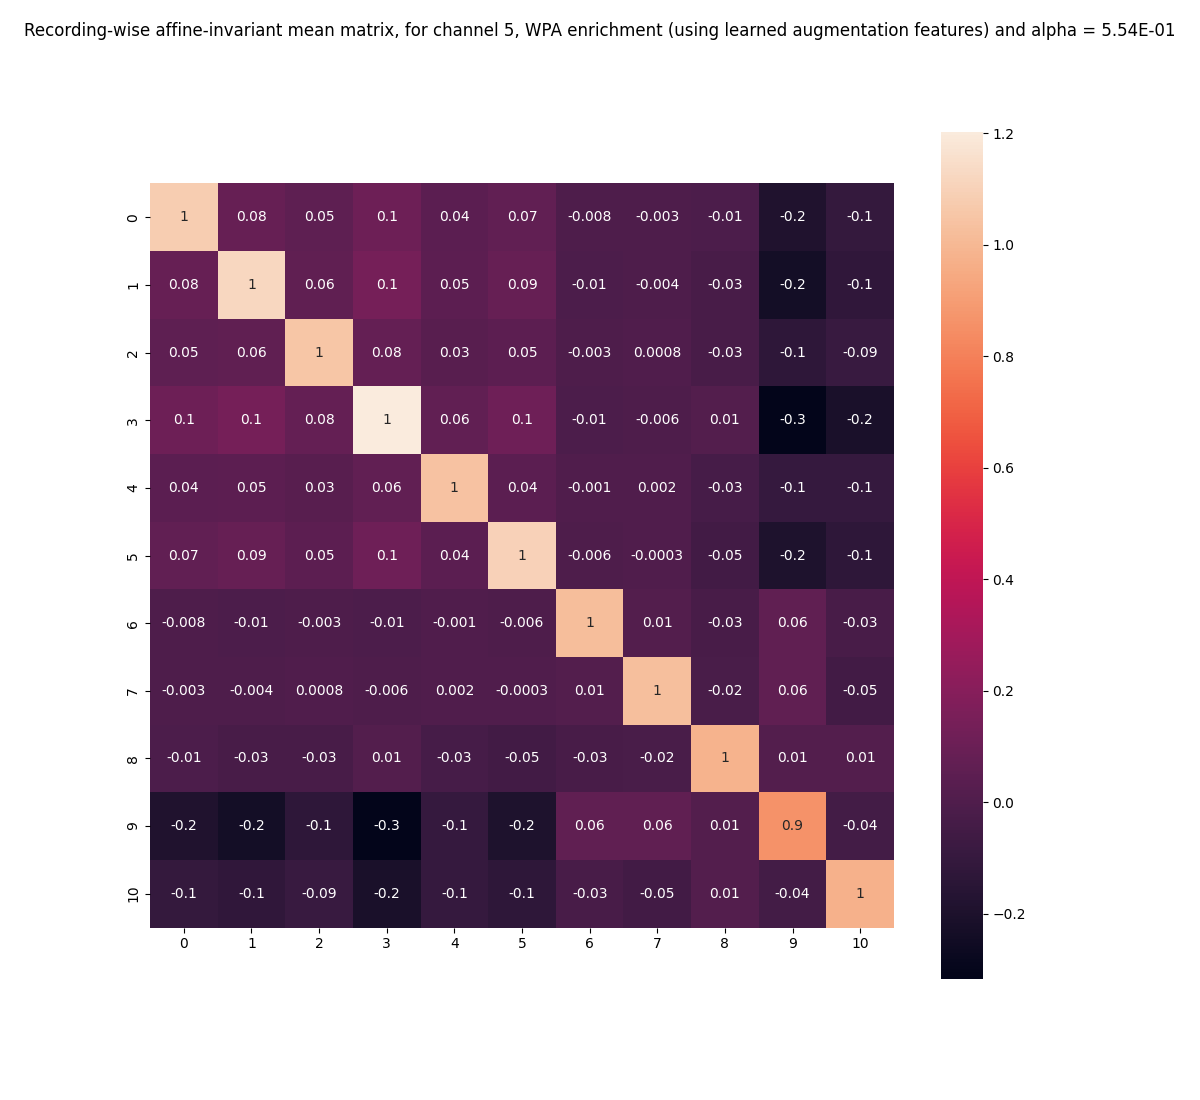 Recording-wise affine-invariant mean matrix, for channel 5, WPA enrichment (using learned augmentation features) and alpha = 5.54E-01
0 1 0.08 0.05 0.1 0.04 0.07 -0.008 -0.003 -0.01 -0.2 -0.1
1 0.08 1 0.06 0.1 0.05 0.09 -0.01 -0.004 -0.03 -0.2 -0.1
2 0.05 0.06 1 0.08 0.03 0.05 -0.003 0.0008 -0.03 -0.1 -0.09
3 0.1 0.1 0.08 1 0.06 0.1 -0.01 -0.006 0.01 -0.3 -0.2
4 0.04 0.05 0.03 0.06 1 0.04 -0.001 0.002 -0.03 -0.1 -0.1
5 0.07 0.09 0.05 0.1 0.04 1 -0.006 -0.0003 -0.05 -0.2 -0.1
6 -0.008 -0.01 -0.003 -0.01 -0.001 -0.006 1 0.01 -0.03 0.06 -0.03
7 -0.003 -0.004 0.0008 -0.006 0.002 -0.0003 0.01 1 -0.02 0.06 -0.05
8 -0.01 -0.03 -0.03 0.01 -0.03 -0.05 -0.03 -0.02 1 0.01 0.01
9 -0.2 -0.2 -0.1 -0.3 -0.1 -0.2 0.06 0.06 0.01 0.9 -0.04
10 -0.1 -0.1 -0.09 -0.2 -0.1 -0.1 -0.03 -0.05 0.01 -0.04 1
0 1 2 3 4 5 6 7 8 9 10
1.2
1.0
0.8
0.6
0.4
0.2
0.0
−0.2